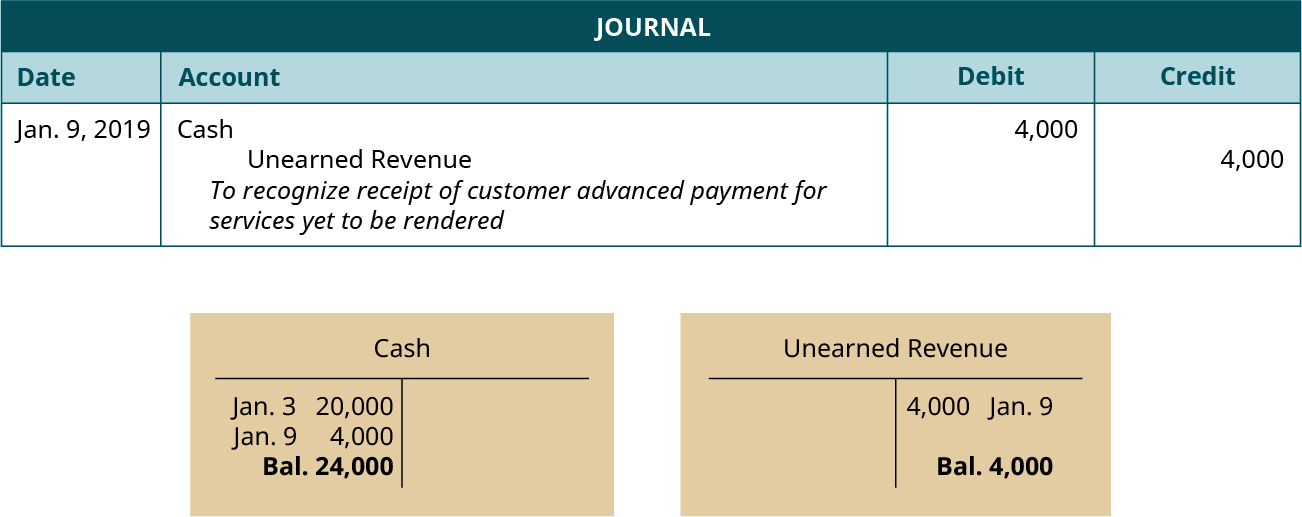 JOURNAL
Date Account Debit Credit
Jan. 9, 2019 Cash 4,000
Unearned Revenue 4,000
To recognize receipt of customer advanced payment for
services yet to be rendered
Cash
Jan. 3 20,000
Jan. 9 4,000
Bal. 24,000
Unearned Revenue
4,000 Jan. 9
Bal. 4,000